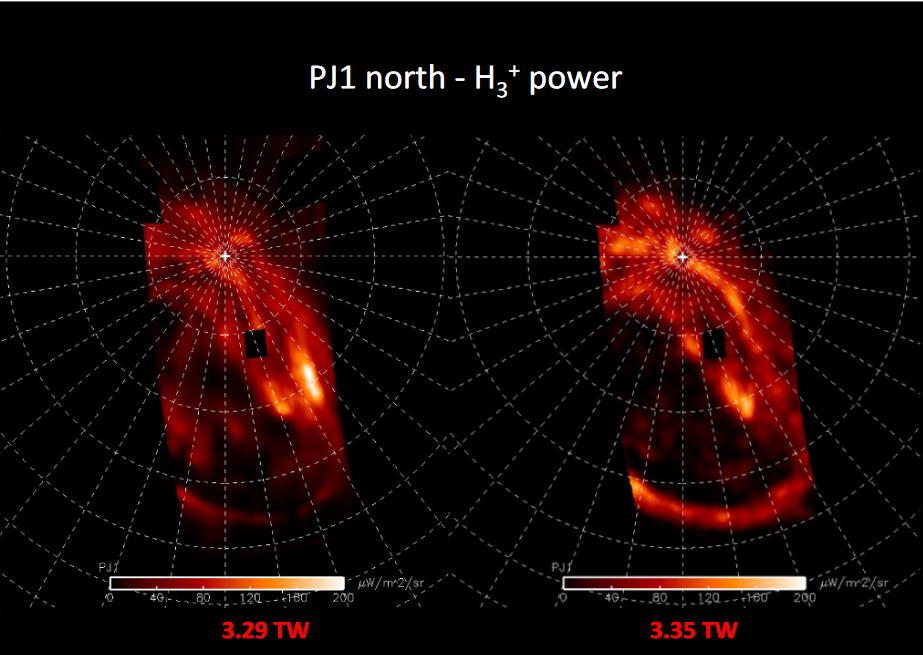 PJ1 north - H₃⁺ power
PJ1
μW/m^2/sr
0 40 80 120 160 200
3.29 TW
PJ1
μW/m^2/sr
0 40 80 120 160 200
3.35 TW